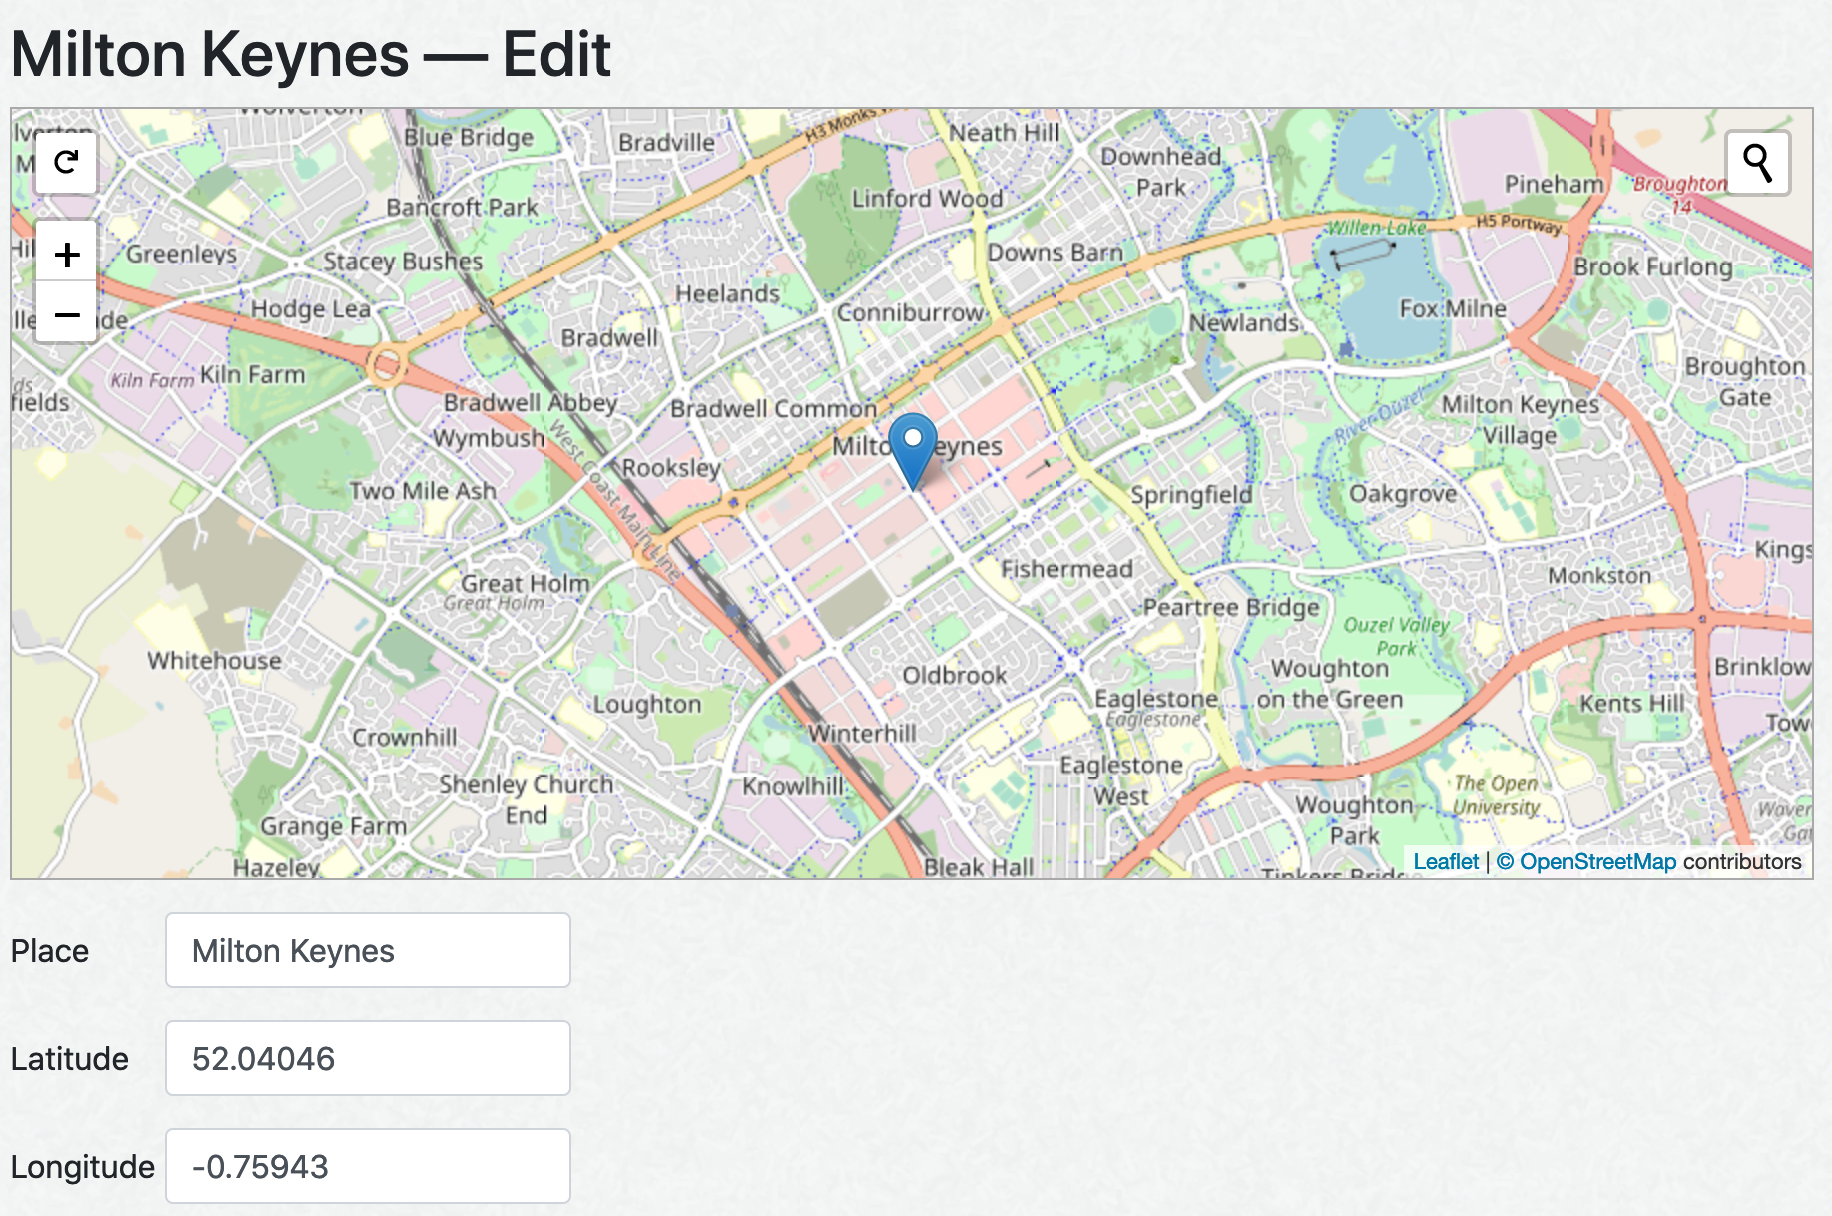 Milton Keynes — Edit
Wolverton
Blue Bridge
Bradville
H3 Monks
Neath Hill
Downhead
Park
Pineham
Broughton
14
Bancroft Park
Linford Wood
Willen Lake
H5 Portway
Greenleys
Stacey Bushes
Downs Barn
Brook Furlong
+
−
Hodge Lea
Heelands
Conniburrow
Newlands
Fox Milne
Bradwell
Kiln Farm
Kiln Farm
Broughton
Gate
fields
Bradwell Abbey
Bradwell Common
River Ouzel
Milton Keynes
Village
Wymbush
West Coast Main Line
Rooksley
Two Mile Ash
Springfield
Oakgrove
Great Holm
Great Holm
Fishermead
Monkston
Kings
Peartree Bridge
Ouzel Valley
Park
Whitehouse
Oldbrook
Woughton
on the Green
Brinklow
Loughton
Eaglestone
Eaglestone
Kents Hill
Crownhill
Winterhill
Shenley Church
End
Knowlhill
Eaglestone
West
The Open
University
Woughton
Park
Grange Farm
Hazeley
Bleak Hall
Tinkers Bridge
Leaflet | © OpenStreetMap contributors
Place
Milton Keynes
Latitude
52.04046
Longitude
-0.75943